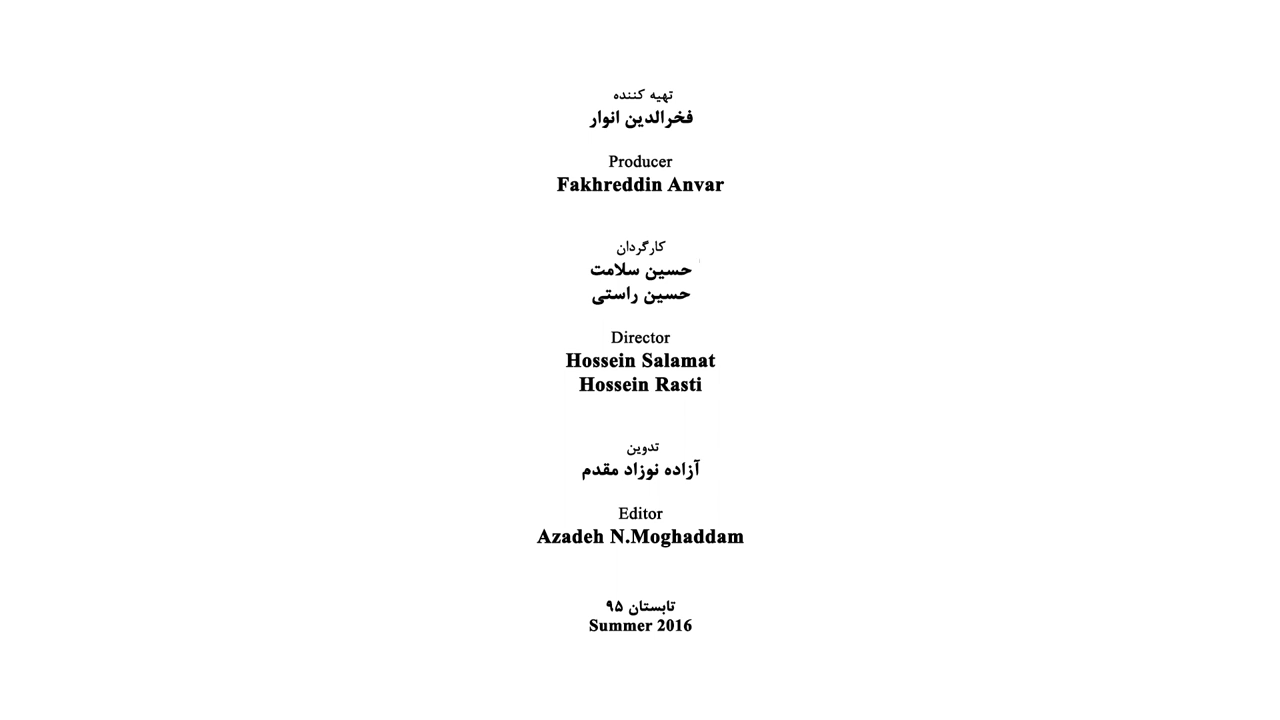 تهیه کننده
فخرالدین انوار
Producer
Fakhreddin Anvar
کارگردان
حسین سلامت
حسین راستی
Director
Hossein Salamat
Hossein Rasti
تدوین
آزاده نوزاد مقدم
Editor
Azadeh N.Moghaddam
تابستان ۹۵
Summer 2016